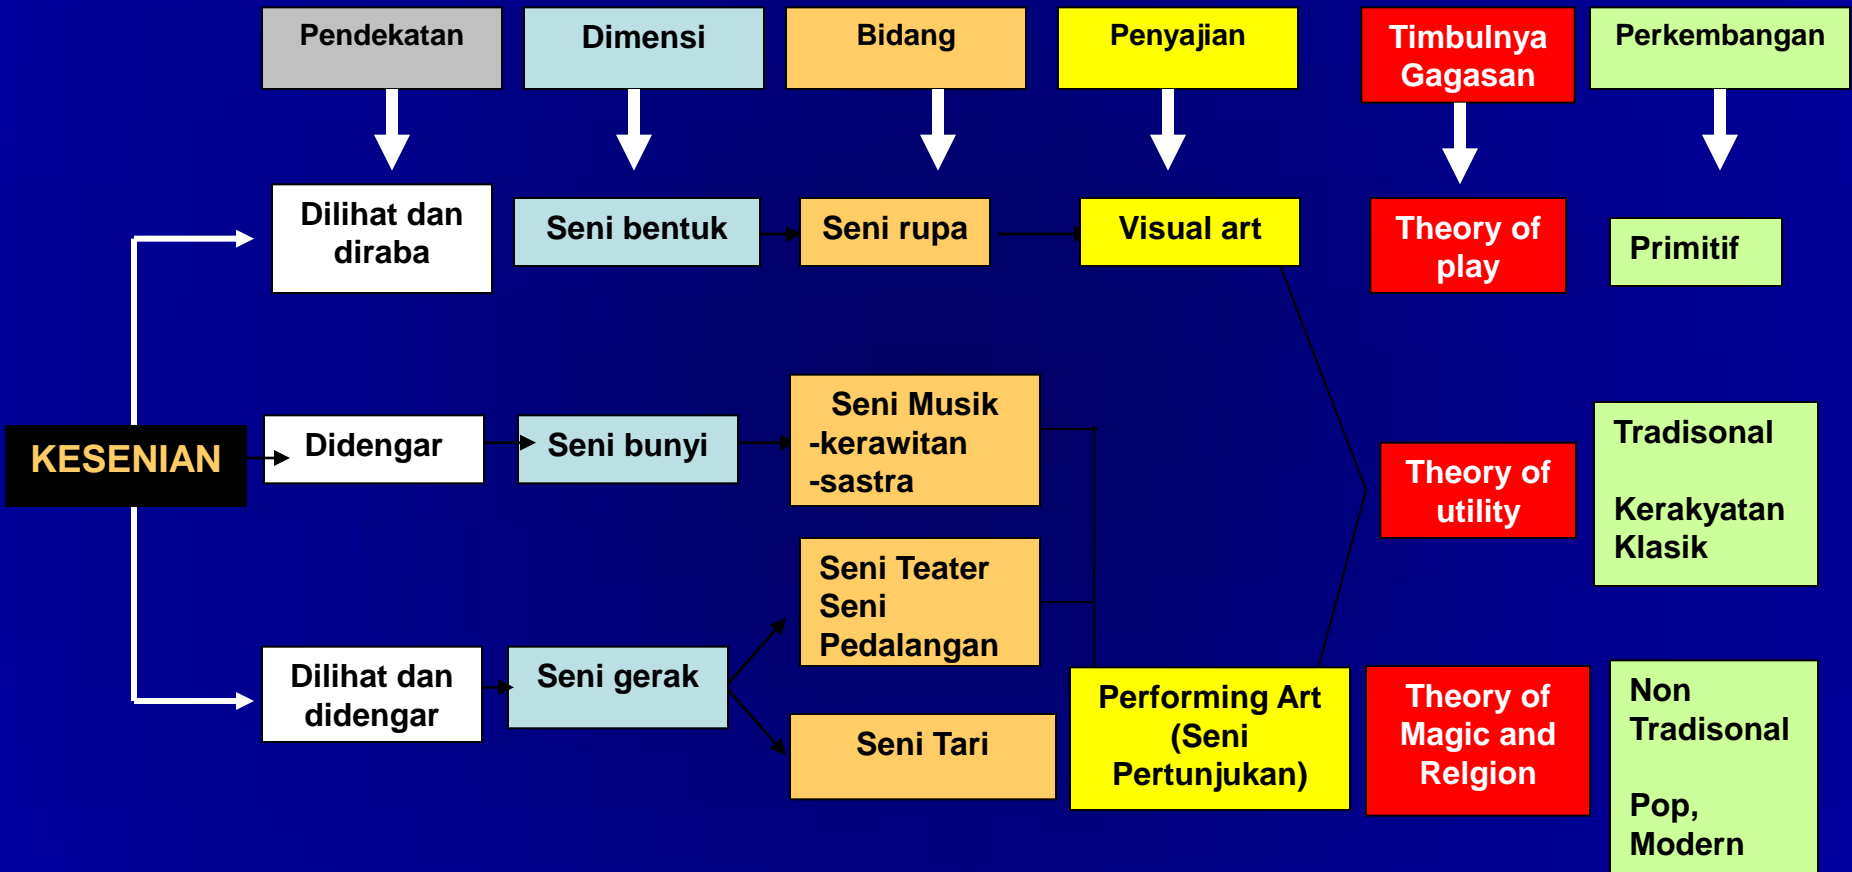 Pendekatan
Dimensi
Bidang
Penyajian
Timbulnya
Gagasan
Perkembangan
Dilihat dan
diraba
Seni bentuk
Seni rupa
Visual art
Theory of
play
Primitif
KESENIAN
Didengar
Seni bunyi
Seni Musik
-kerawitan
-sastra
Theory of
utility
Tradisonal
Kerakyatan
Klasik
Dilihat dan
didengar
Seni gerak
Seni Teater
Seni
Pedalangan
Seni Tari
Performing Art
(Seni
Pertunjukan)
Theory of
Magic and
Relgion
Non
Tradisonal
Pop,
Modern